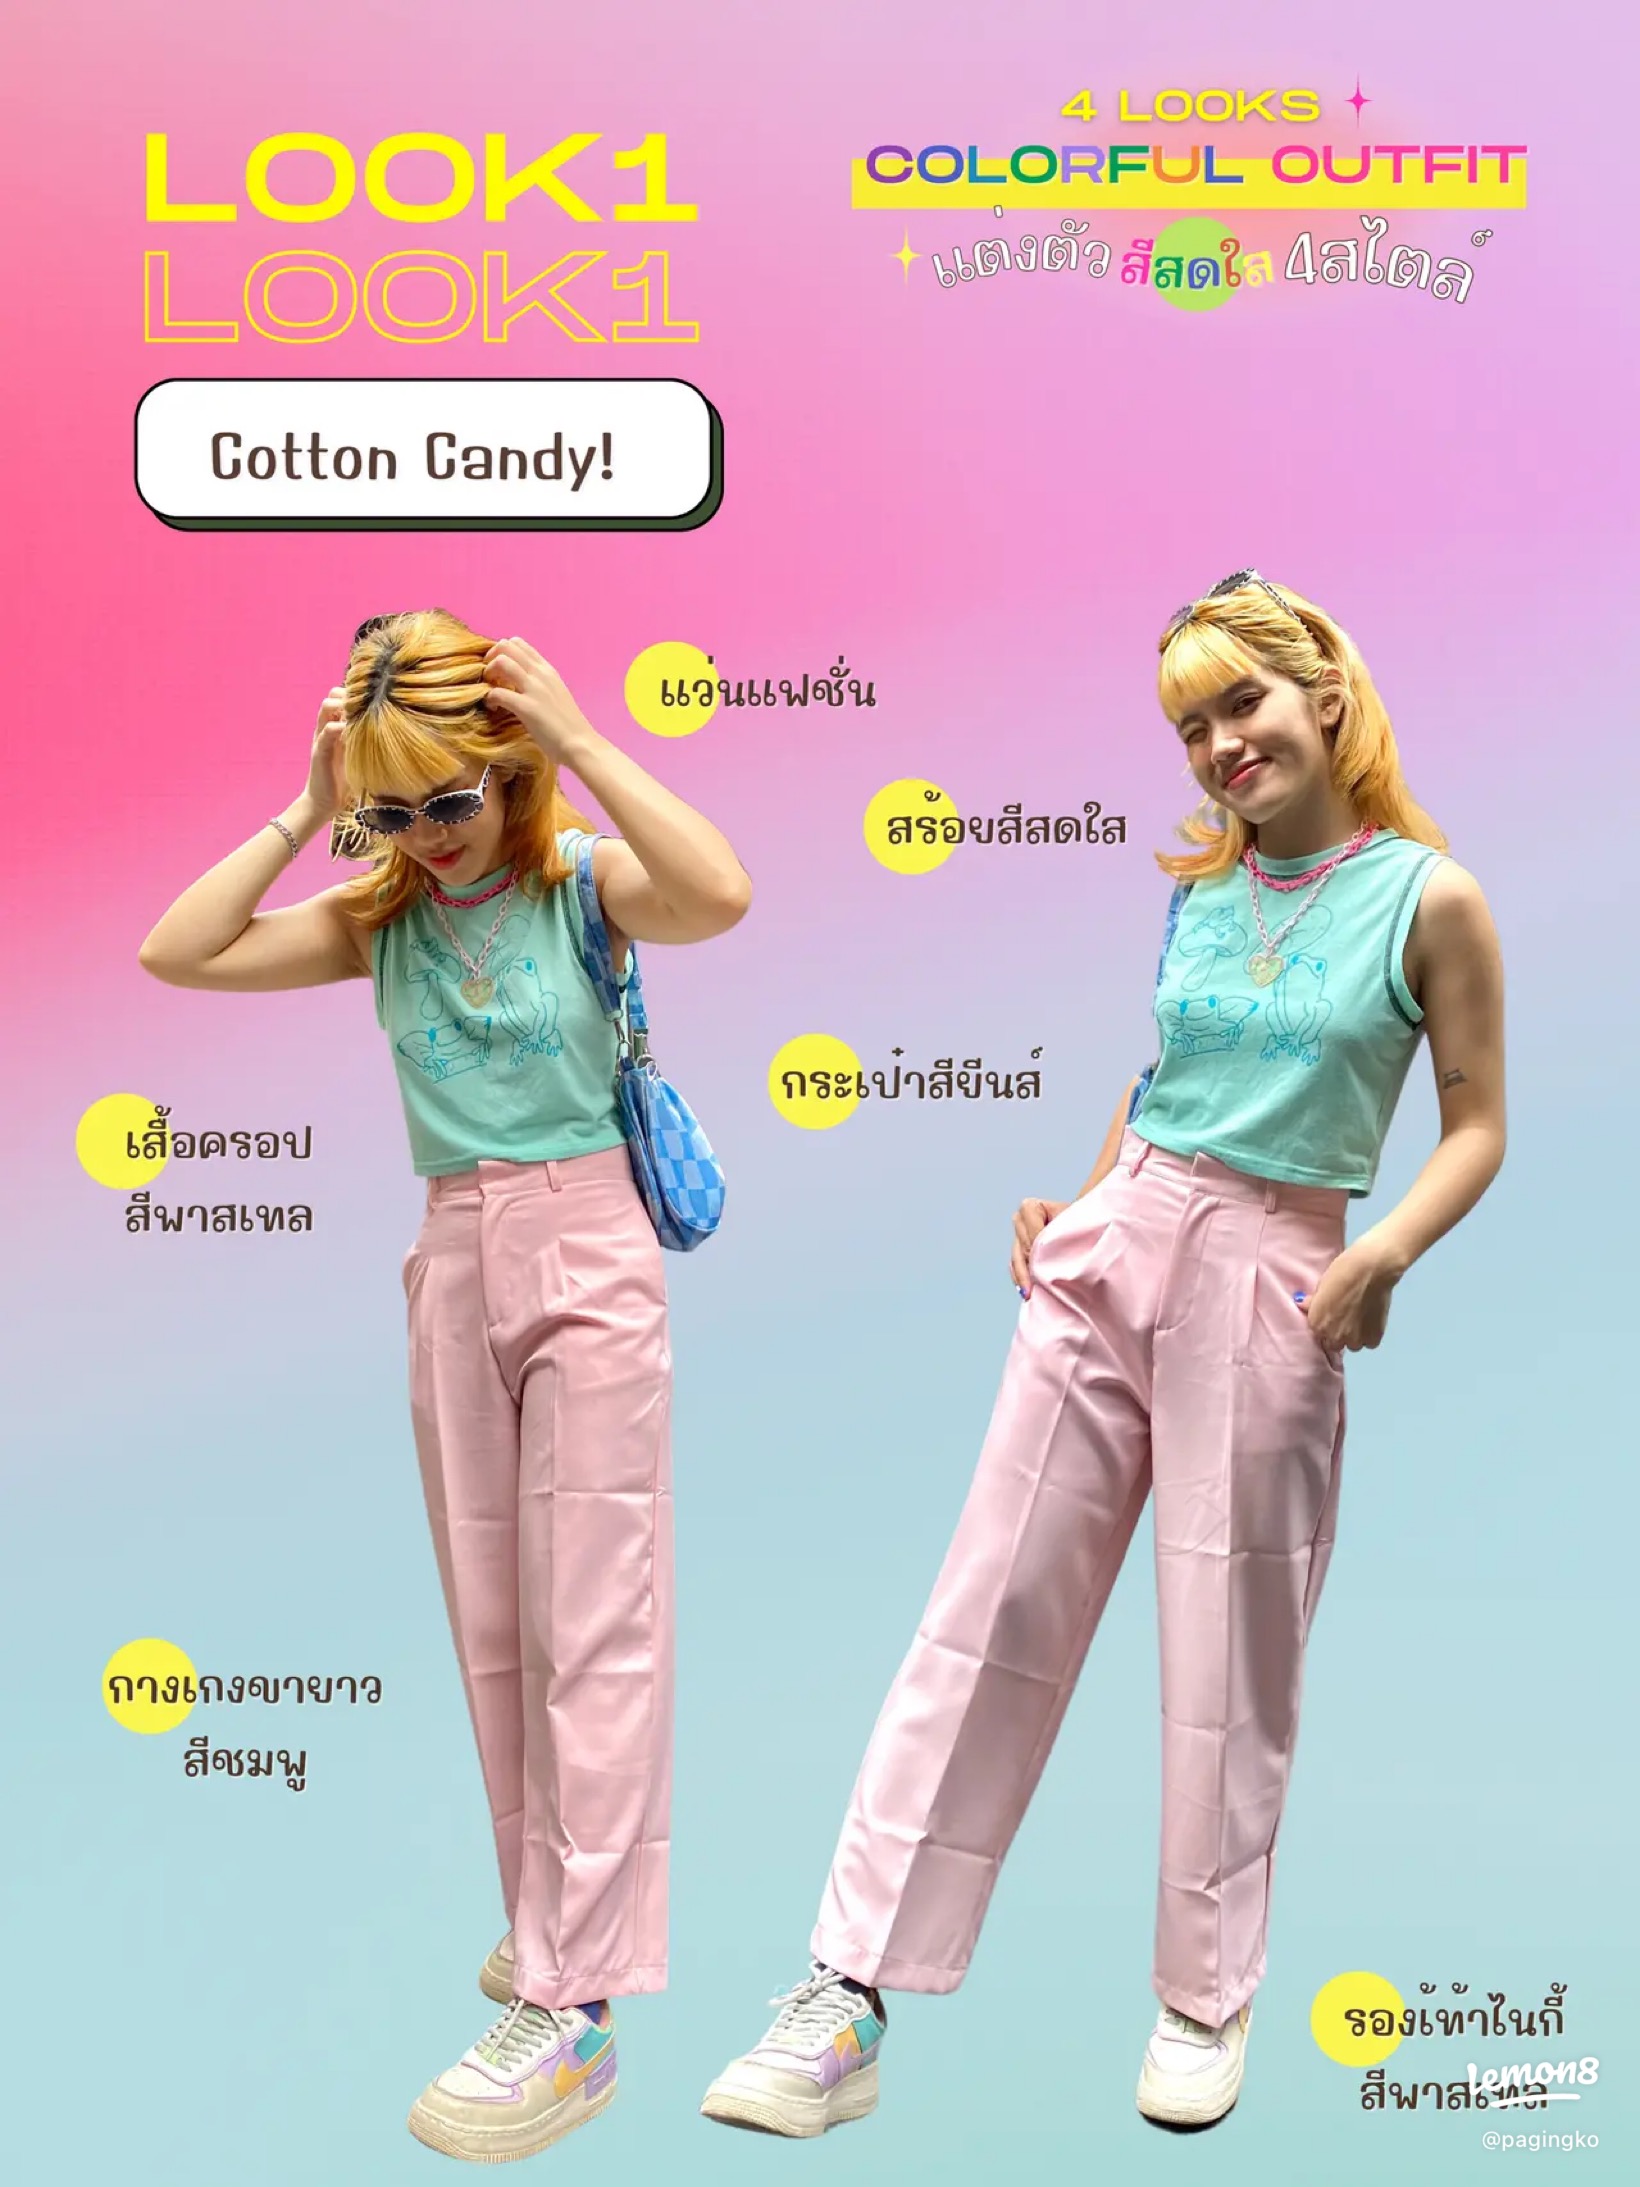 LOOK1
LOOK1
Cotton Candy!
4 LOOKS
COLORFUL OUTFIT
แต่งตัว สีสดใส 4สไตล์
แว่นแฟชั่น
สร้อยสีสดใส
กระเป๋าสียีนส์
เสื้อครอป
สีพาสเทล
กางเกงขายาว
สีชมพู
รองเท้าไนกี้
สีพาสเทล
lemon8
@pagingko